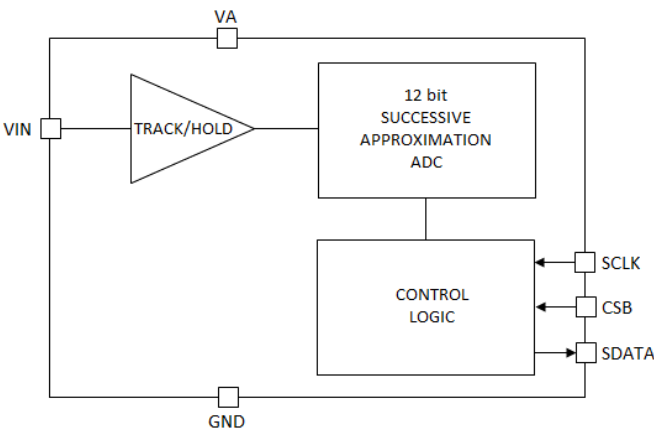 VA
VIN
TRACK/HOLD
12 bit
SUCCESSIVE
APPROXIMATION
ADC
CONTROL
LOGIC
SCLK
CSB
SDATA
GND